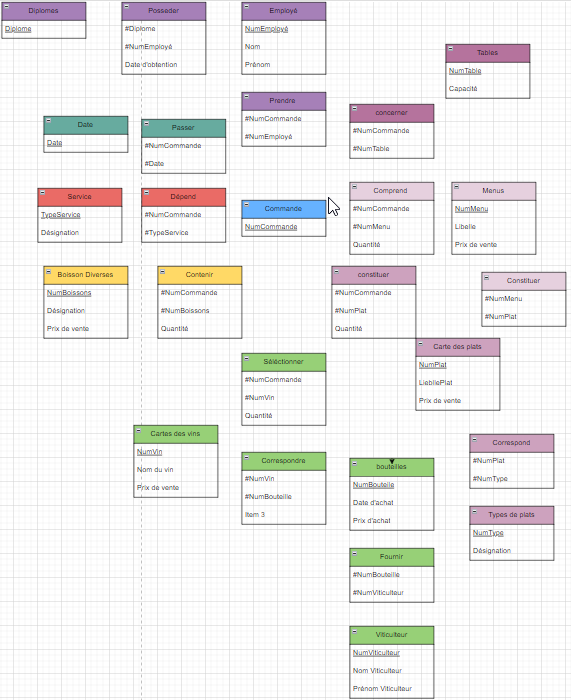 Diplomes
Diplome
Posseder
#Diplome
#NumEmployé
Date d'obtention
Employé
NumEmployé
Nom
Prénom
Tables
NumTable
Capacité
Prendre
#NumCommande
#NumEmployé
concerner
#NumCommande
#NumTable
Date
Date
Passer
#NumCommande
#Date
Service
TypeService
Désignation
Dépend
#NumCommande
#TypeService
Commande
NumCommande
Comprend
#NumCommande
#NumMenu
Quantité
Menus
NumMenu
Libelle
Prix de vente
Boisson Diverses
NumBoissons
Désignation
Prix de vente
Contenir
#NumCommande
#NumBoissons
Quantité
constituer
#NumCommande
#NumPlat
Quantité
Constituer
#NumMenu
#NumPlat
Carte des plats
NumPlat
LiebliePlat
Prix de vente
Séléctionner
#NumCommande
#NumVin
Quantité
Cartes des vins
NumVin
Nom du vin
Prix de vente
Correspondre
#NumVin
#NumBouteille
Item 3
bouteilles
NumBouteile
Date d'achat
Prix d'achat
Correspond
#NumPlat
#NumType
Types de plats
NumType
Désignation
Fournir
#NumBouteille
#NumViticulteur
Viticulteur
NumViticulteur
Nom Viticulteur
Prénom Viticulteur